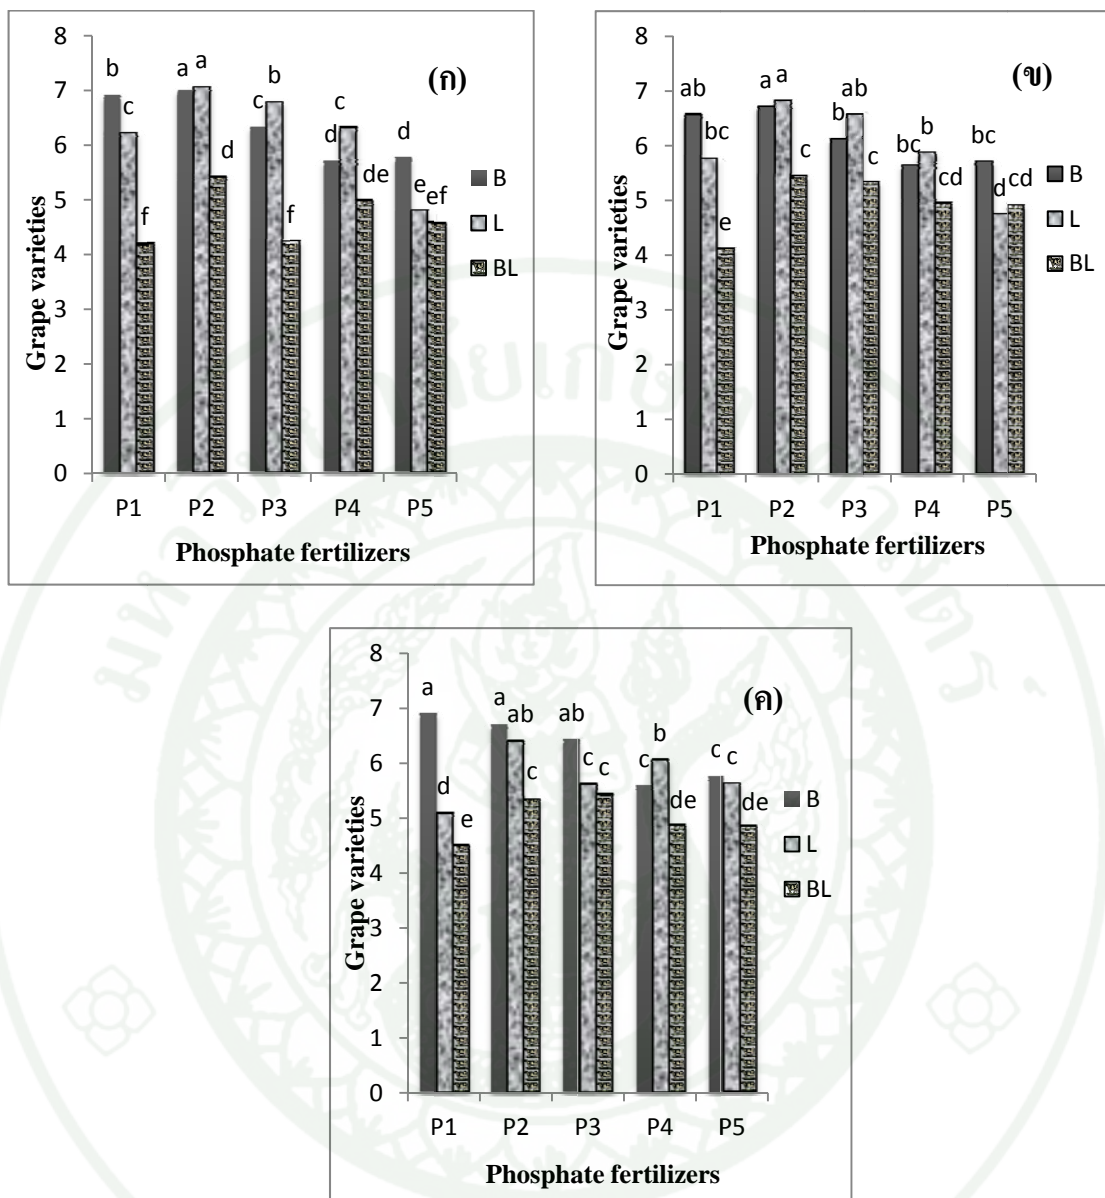 8
7
6
5
4
3
2
1
0
Grape varieties
b c f
a a d
c b f
d c de
d e ef
(ก)
B
L
BL
P1 P2 P3 P4 P5
Phosphate fertilizers
8
7
6
5
4
3
2
1
0
Grape varieties
ab bc e
a a c
b ab c
bc b cd
bc d cd
(ข)
B
L
BL
P1 P2 P3 P4 P5
Phosphate fertilizers
8
7
6
5
4
3
2
1
0
Grape varieties
a d e
a ab c
ab c c
c b de
c c de
(ค)
B
L
BL
P1 P2 P3 P4 P5
Phosphate fertilizers